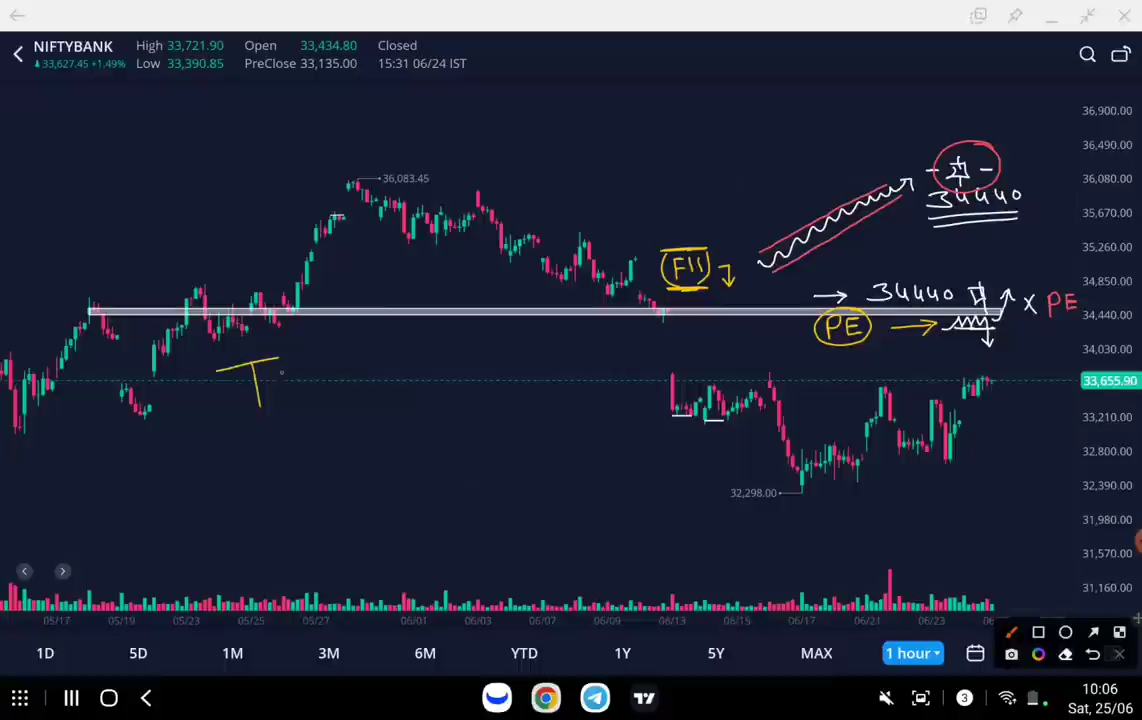 NIFTYBANK High 33,721.90 Open 33,434.80 Closed
▲33,627.45 +1.49% Low 33,390.85 PreClose 33,135.00 15:31 06/24 IST
36,900.00
36,490.00
36,080.00
35,670.00
35,260.00
34,850.00
34,440.00
34,030.00
33,655.90
33,210.00
32,800.00
32,390.00
31,980.00
31,570.00
31,160.00
36,083.45
34440
FII
34440 X PE
PE
T
32,298.00
05/17 05/19 05/23 05/25 05/27 06/01 06/03 06/07 06/09 06/13 06/15 06/17 06/21 06/23
1D 5D 1M 3M 6M YTD 1Y 5Y MAX 1 hour
3 10:06
Sat, 25/06